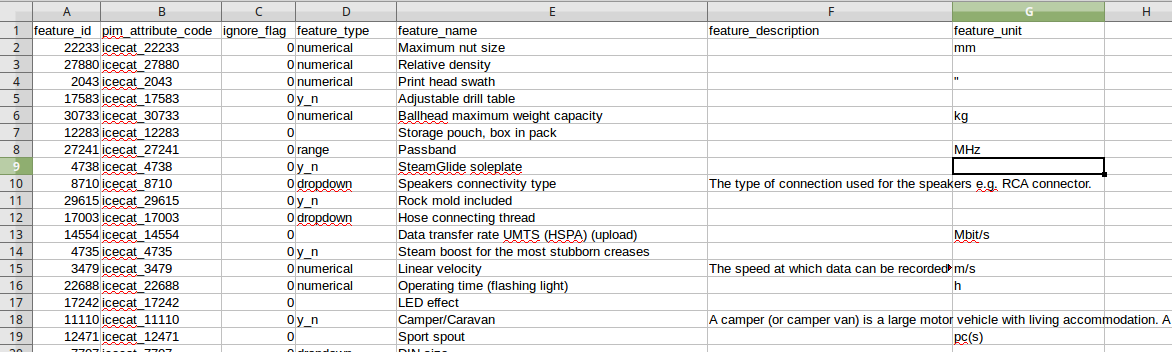 A B C D E F G H
1 feature_id pim_attribute_code ignore_flag feature_type feature_name feature_description feature_unit
2 22233 icecat_22233 0 numerical Maximum nut size mm
3 27880 icecat_27880 0 numerical Relative density
4 2043 icecat_2043 0 numerical Print head swath "
5 17583 icecat_17583 0 y_n Adjustable drill table
6 30733 icecat_30733 0 numerical Ballhead maximum weight capacity kg
7 12283 icecat_12283 0 Storage pouch, box in pack
8 27241 icecat_27241 0 range Passband MHz
9 4738 icecat_4738 0 y_n SteamGlide soleplate
10 8710 icecat_8710 0 dropdown Speakers connectivity type The type of connection used for the speakers e.g. RCA connector.
11 29615 icecat_29615 0 y_n Rock mold included
12 17003 icecat_17003 0 dropdown Hose connecting thread
13 14554 icecat_14554 0 Data transfer rate UMTS (HSPA) (upload) Mbit/s
14 4735 icecat_4735 0 y_n Steam boost for the most stubborn creases
15 3479 icecat_3479 0 numerical Linear velocity The speed at which data can be recorded m/s
16 22688 icecat_22688 0 numerical Operating time (flashing light) h
17 17242 icecat_17242 0 LED effect
18 11110 icecat_11110 0 y_n Camper/Caravan A camper (or camper van) is a large motor vehicle with living accommodation. A
19 12471 icecat_12471 0 Sport spout pc(s)